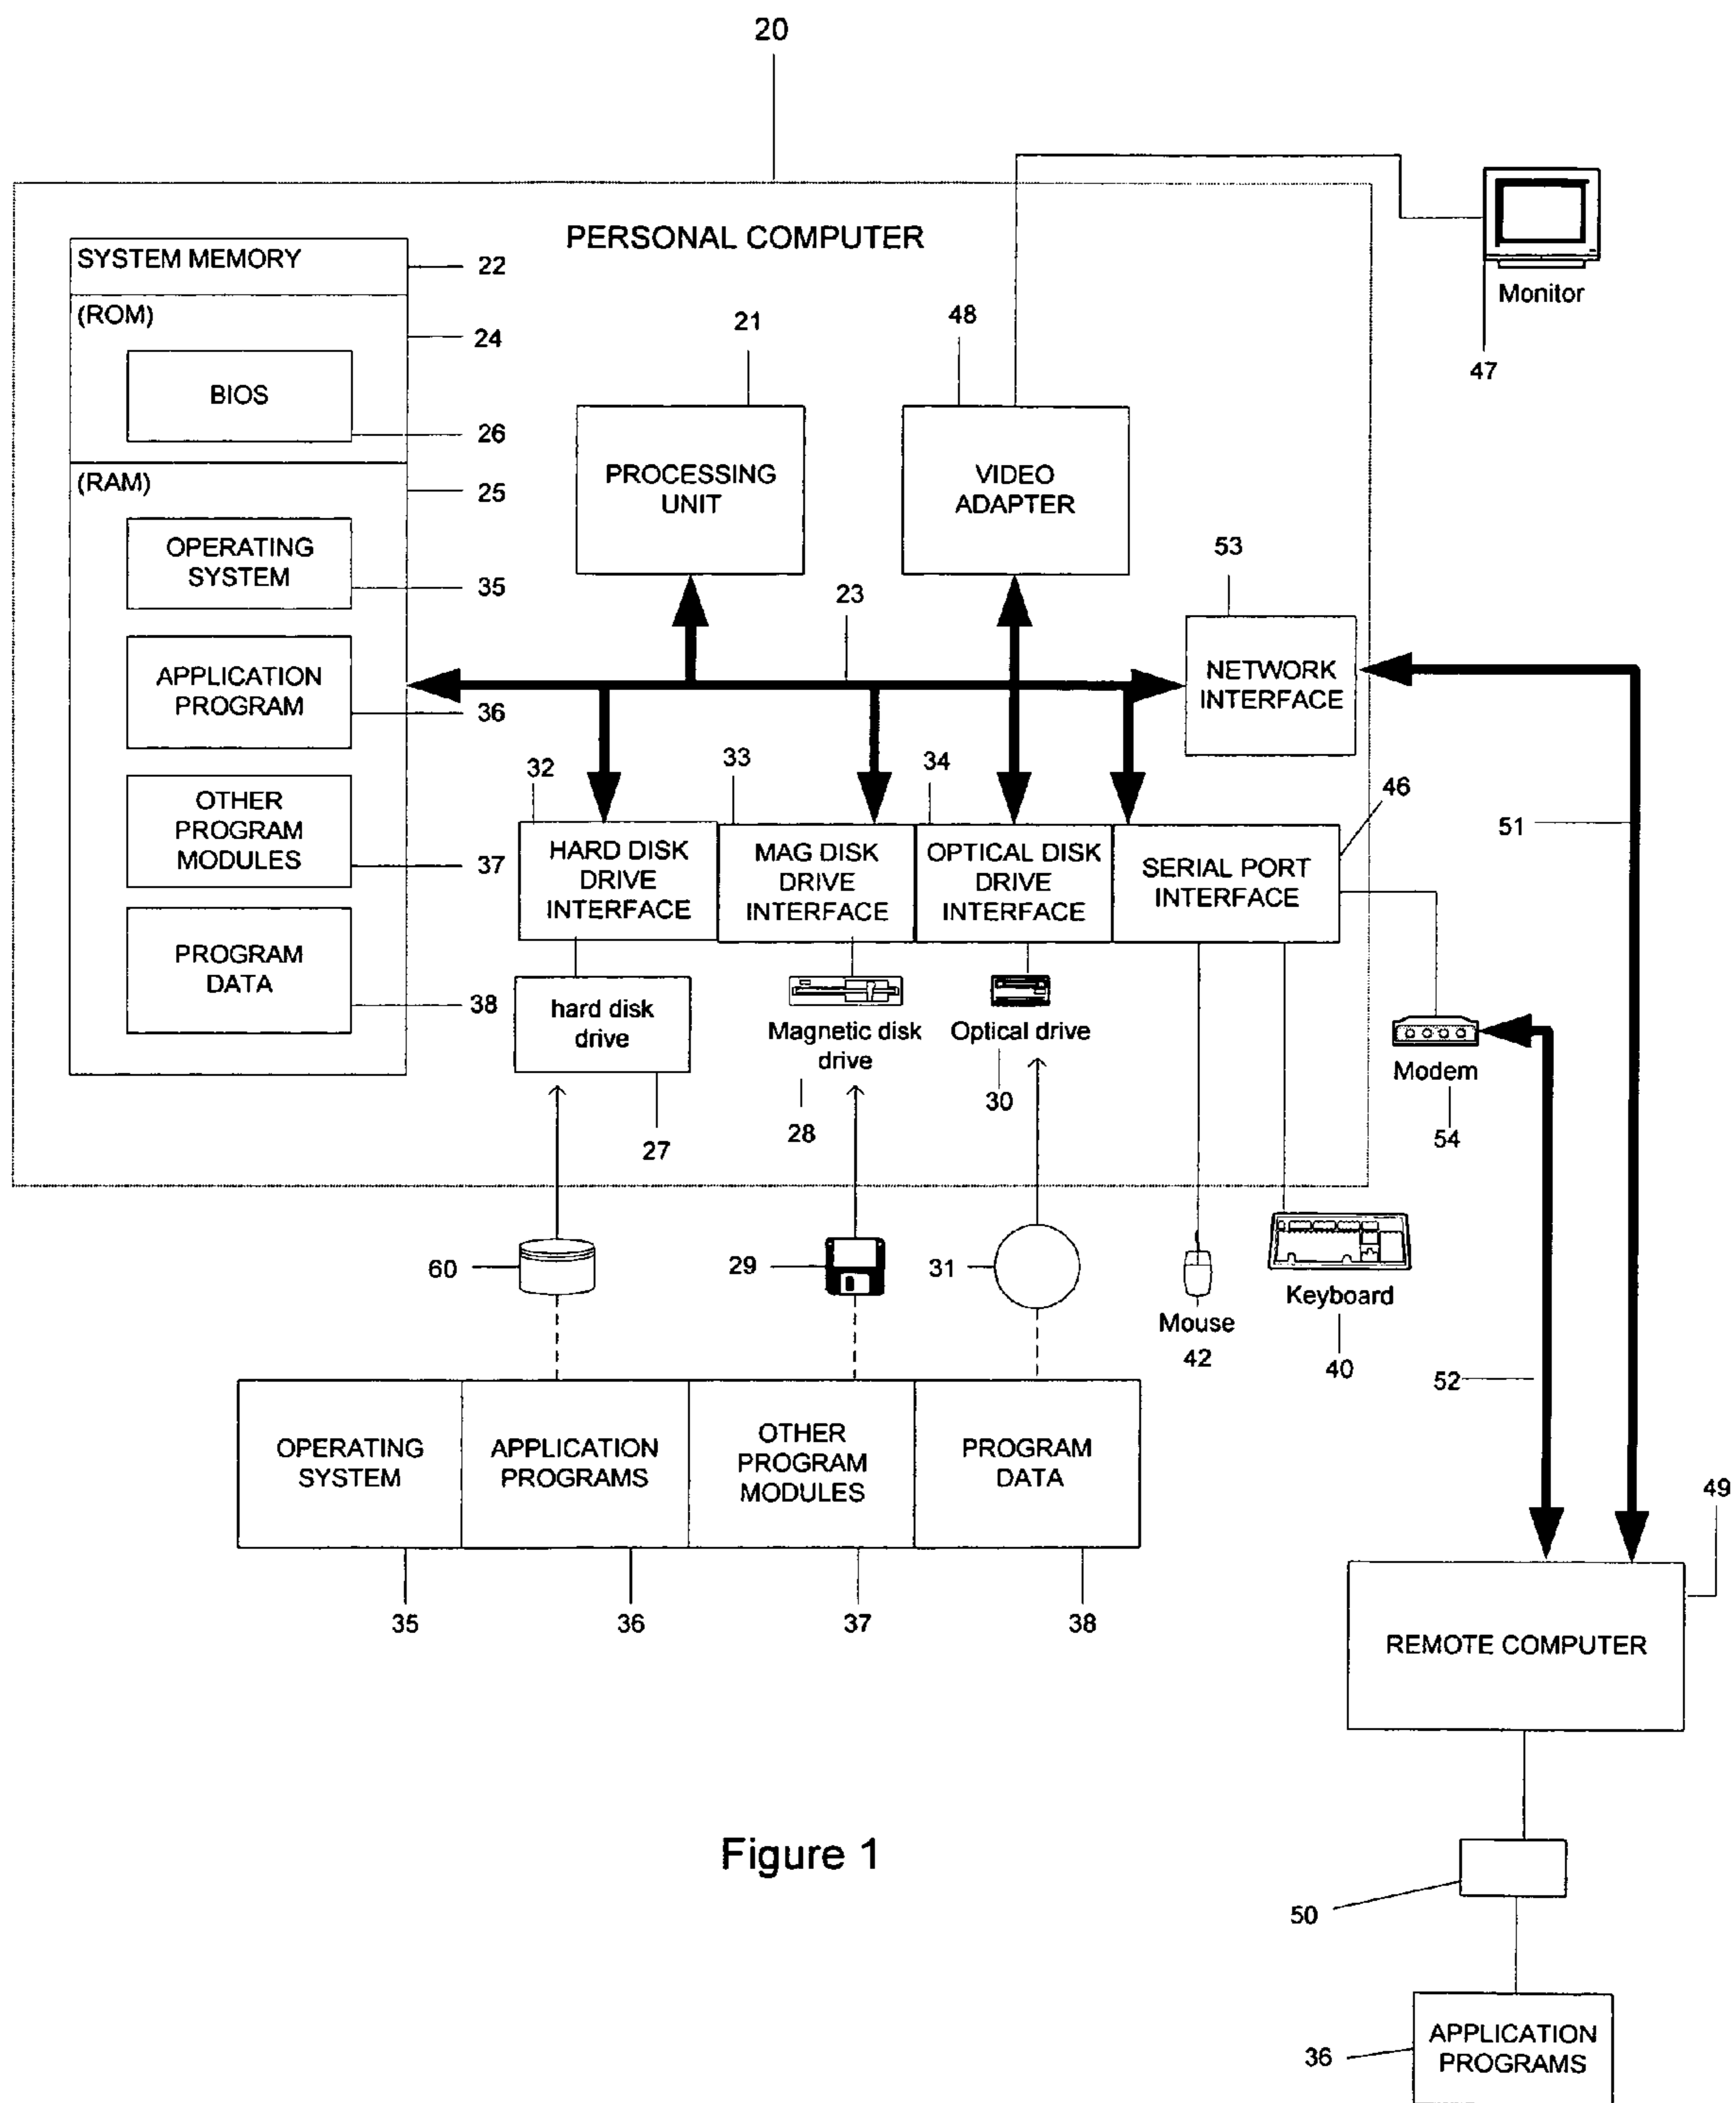 20
PERSONAL COMPUTER
SYSTEM MEMORY
22
(ROM)
24
BIOS
26
(RAM)
25
OPERATING
SYSTEM
35
APPLICATION
PROGRAM
36
OTHER
PROGRAM
MODULES
37
PROGRAM
DATA
38
21
PROCESSING
UNIT
48
VIDEO
ADAPTER
Monitor
47
23
53
NETWORK
INTERFACE
32
HARD DISK
DRIVE
INTERFACE
33
MAG DISK
DRIVE
INTERFACE
34
OPTICAL DISK
DRIVE
INTERFACE
46
SERIAL PORT
INTERFACE
51
hard disk
drive
27
Magnetic disk
drive
28
Optical drive
30
Modem
54
60
29
31
Mouse
42
Keyboard
40
52
OPERATING
SYSTEM
APPLICATION
PROGRAMS
OTHER
PROGRAM
MODULES
PROGRAM
DATA
35
36
37
38
49
REMOTE COMPUTER
50
36
APPLICATION
PROGRAMS
Figure 1